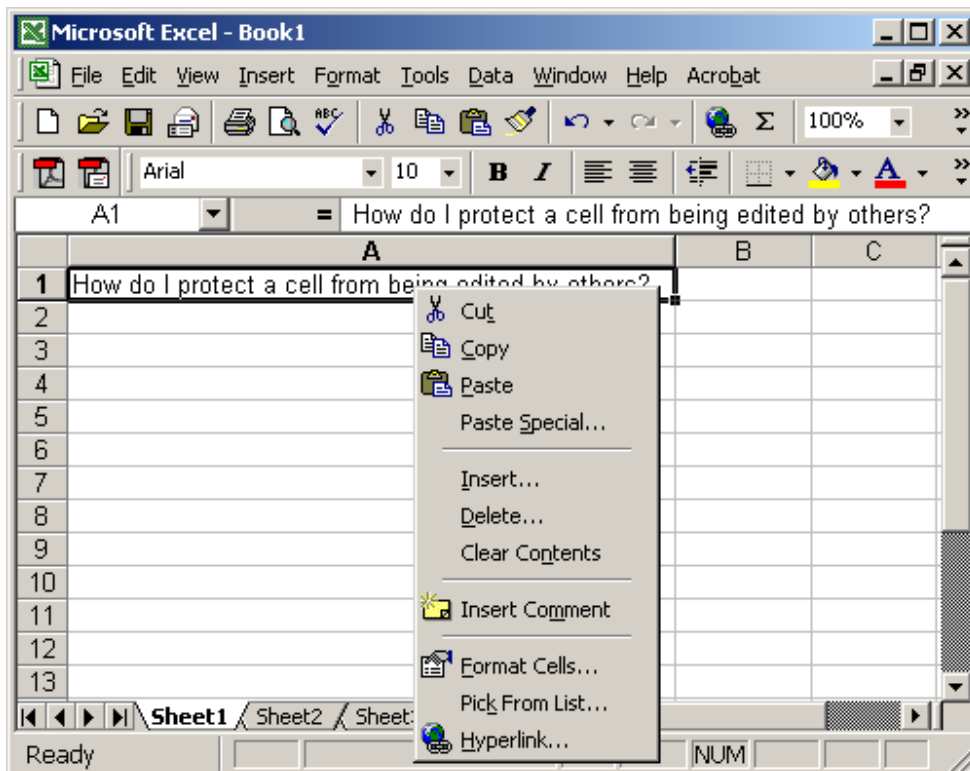 Microsoft Excel - Book1
File Edit View Insert Format Tools Data Window Help Acrobat
ABC Σ 100%
Arial 10 B I A
A1 = How do I protect a cell from being edited by others?
A B C
1 How do I protect a cell from being edited by others?
2
3
4
5
6
7
8
9
10
11
12
13
Cut
Copy
Paste
Paste Special...
Insert...
Delete...
Clear Contents
Insert Comment
Format Cells...
Pick From List...
Hyperlink...
Sheet1 Sheet2 Sheet
Ready NUM